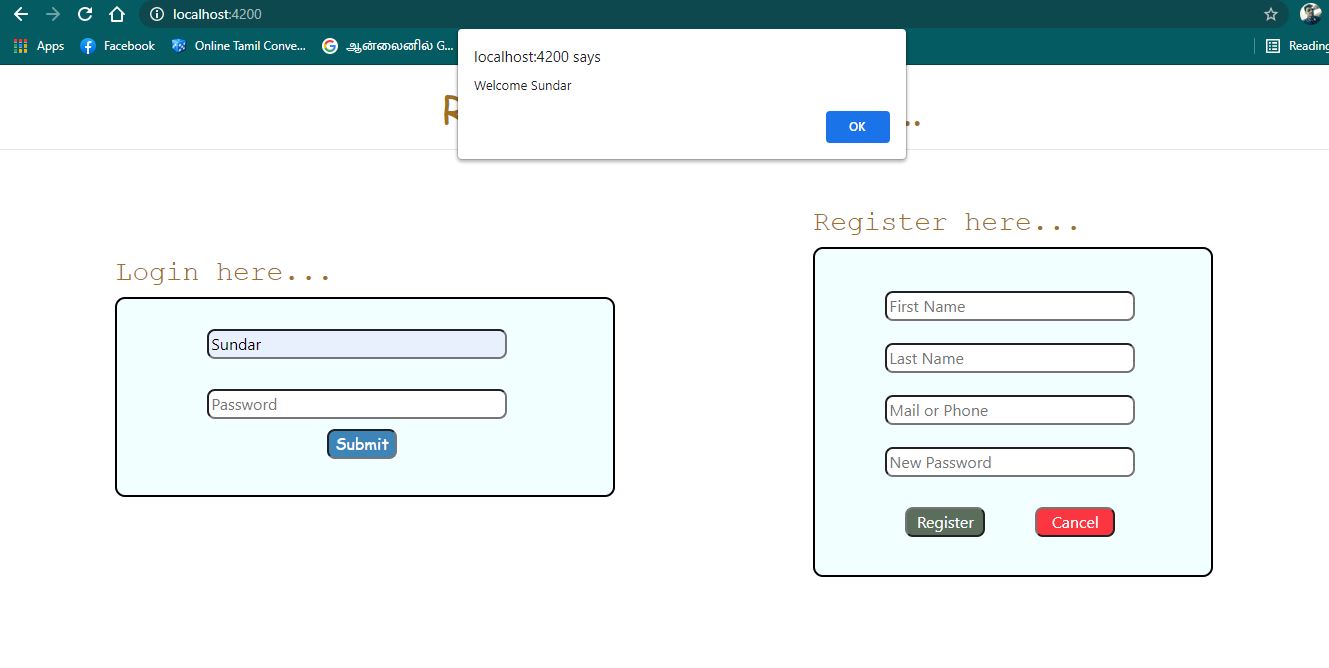 localhost:4200
Apps Facebook Online Tamil Conve... ஆன்லைனில் G... Reading
localhost:4200 says
Welcome Sundar
OK
Register here...
Login here...
First Name
Sundar
Last Name
Password
Mail or Phone
Submit
New Password
Register Cancel